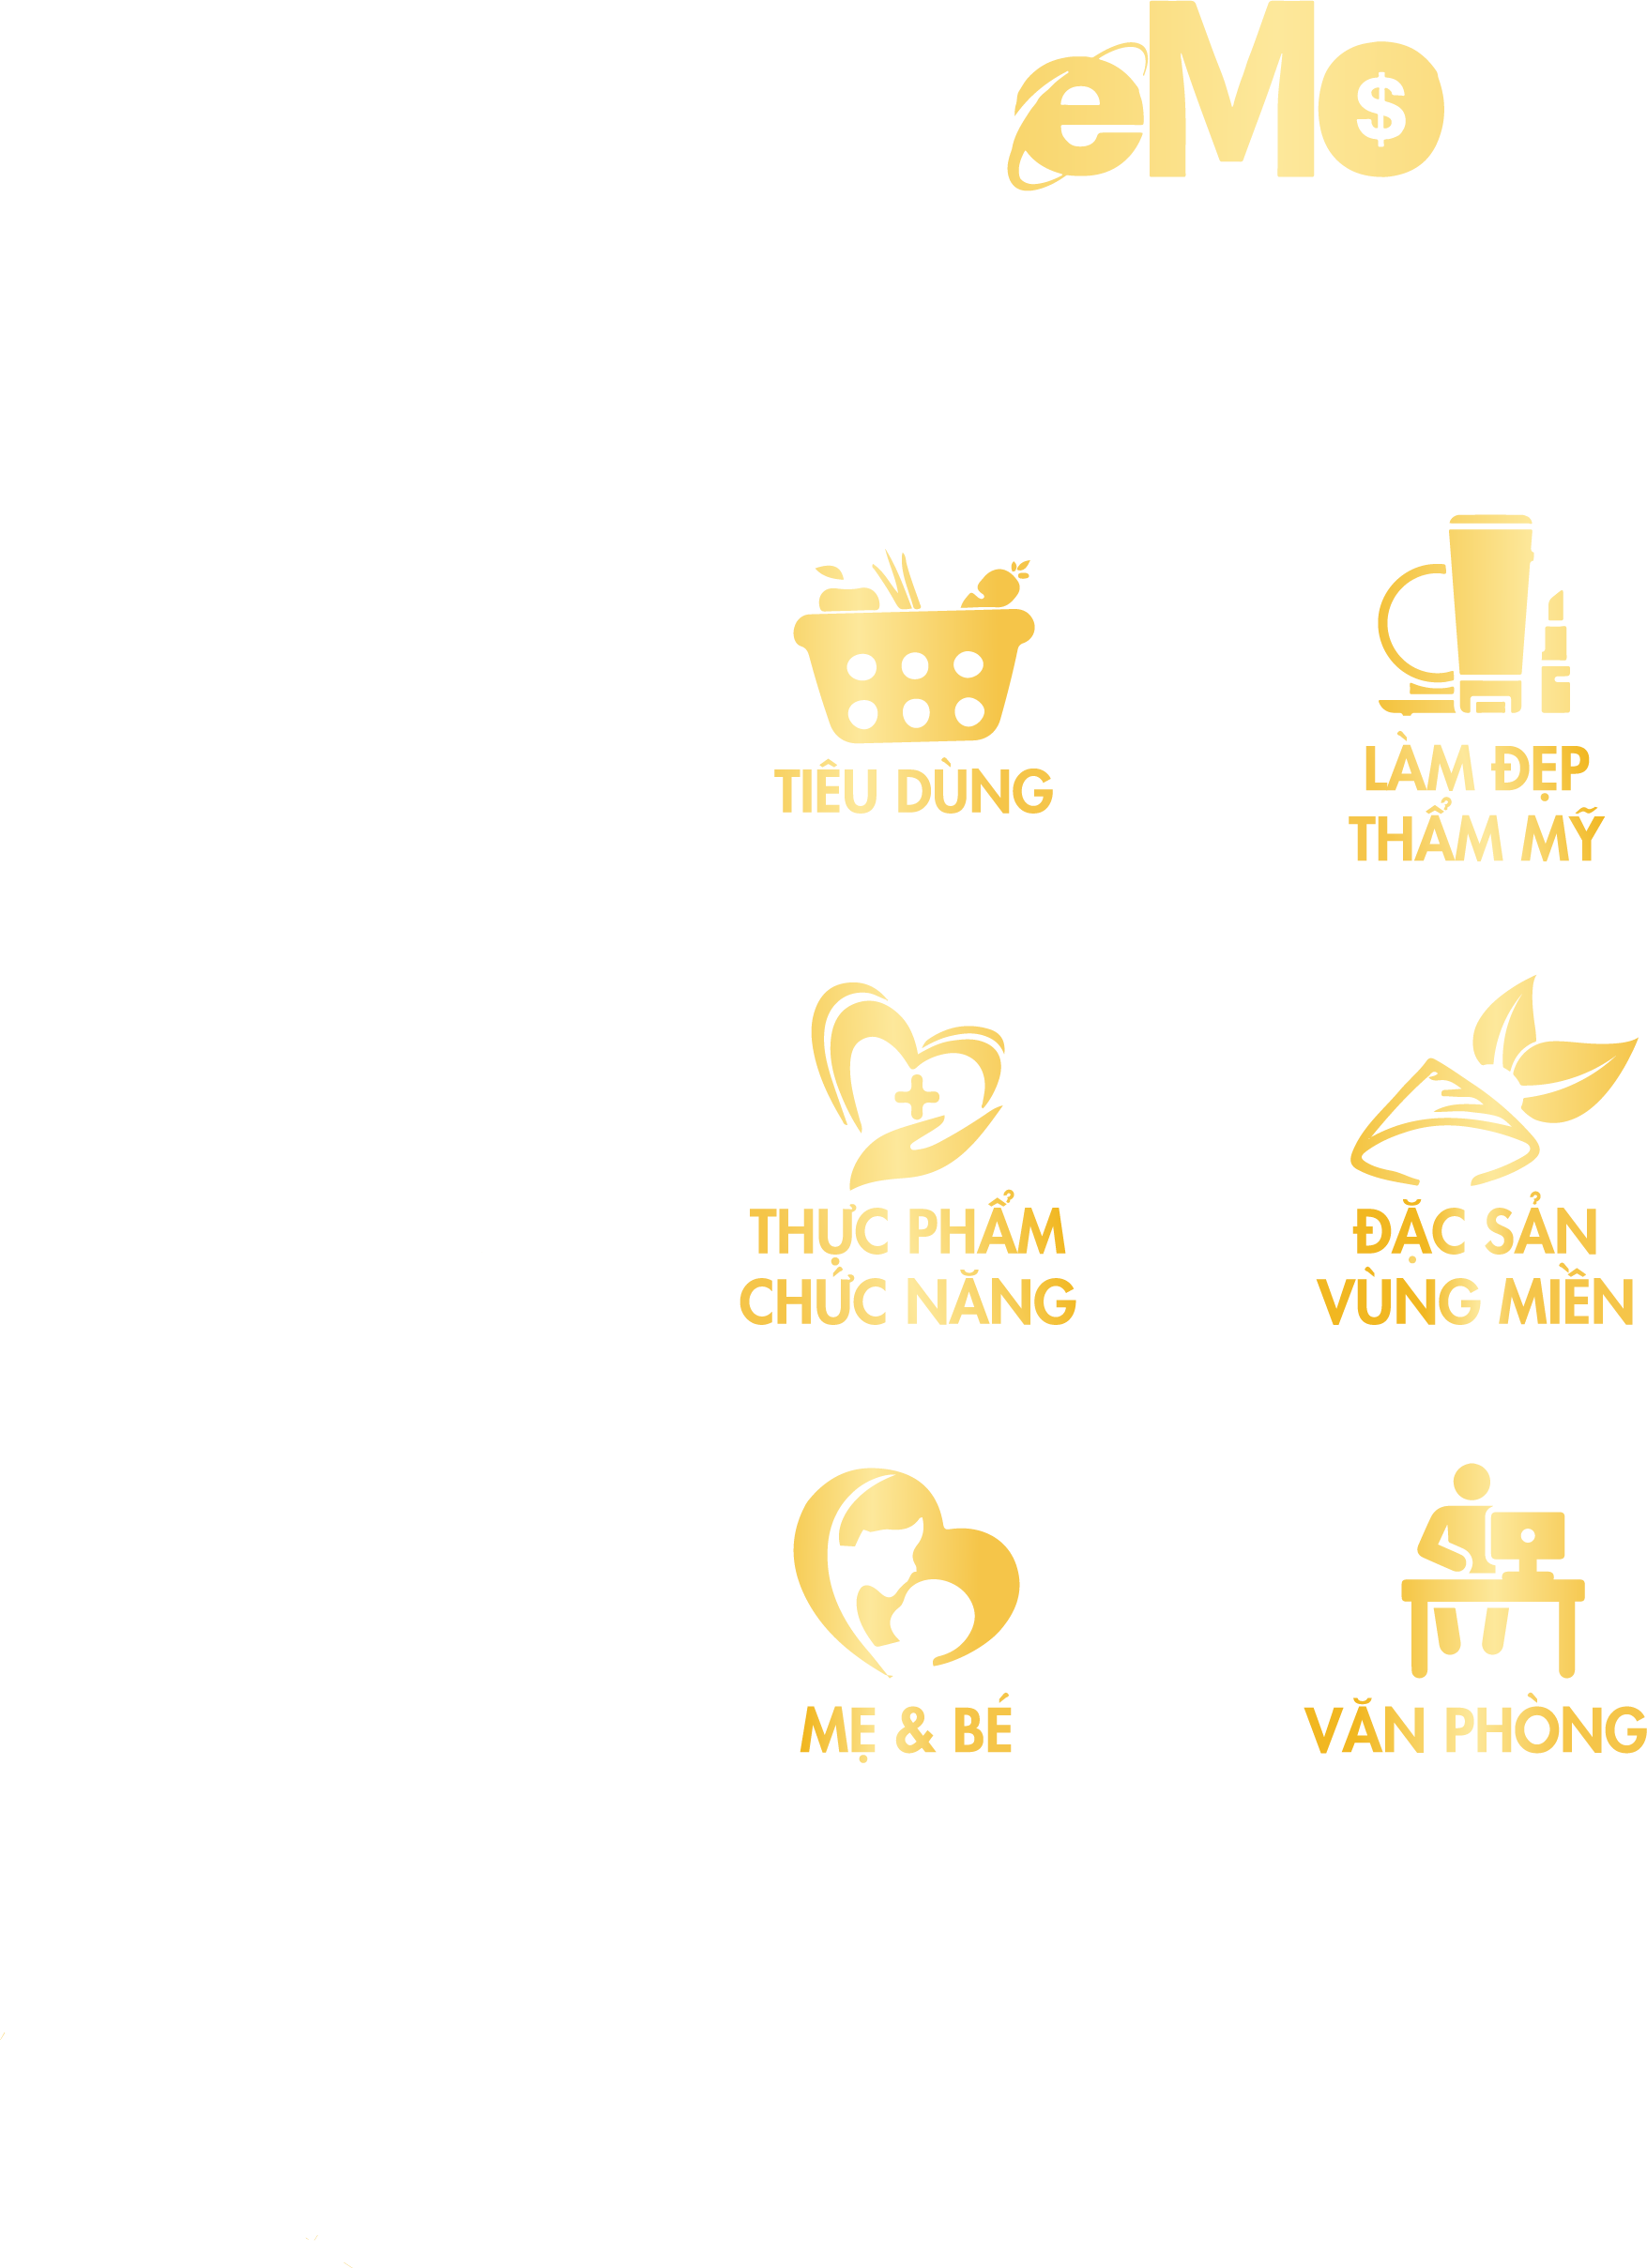 eMo
$
TIÊU DÙNG
LÀM ĐẸP
THẨM MỸ
THỰC PHẨM
CHỨC NĂNG
ĐẶC SẢN
VÙNG MIỀN
MẸ & BÉ
VĂN PHÒNG